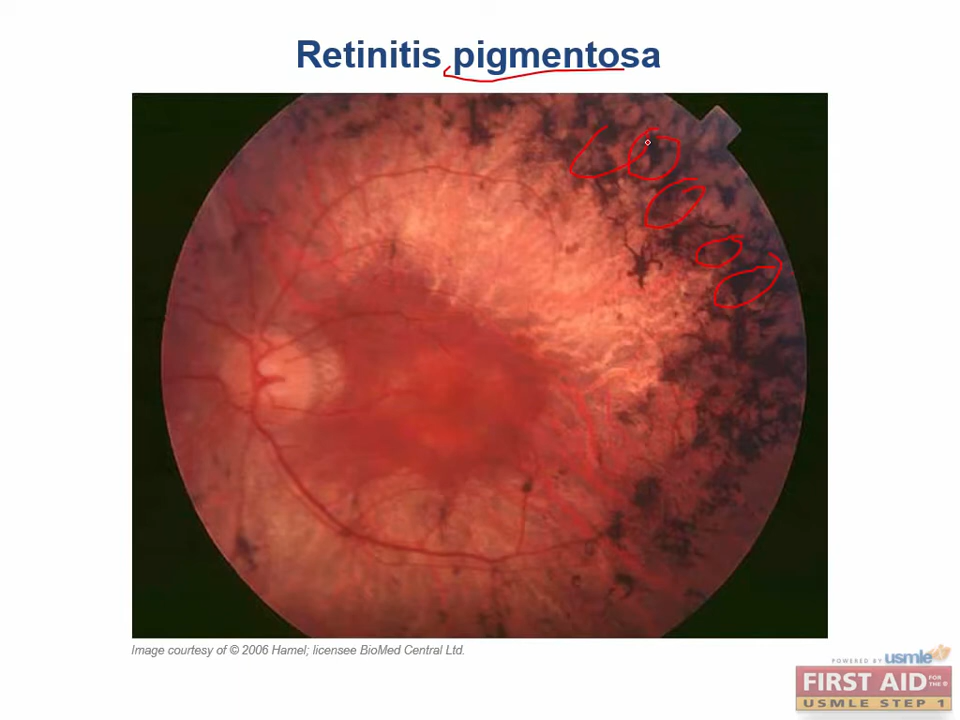 Retinitis pigmentosa
Image courtesy of © 2006 Hamel; licensee BioMed Central Ltd.
POWERED BY usmle
FIRST AID FOR THE ®
USMLE STEP 1